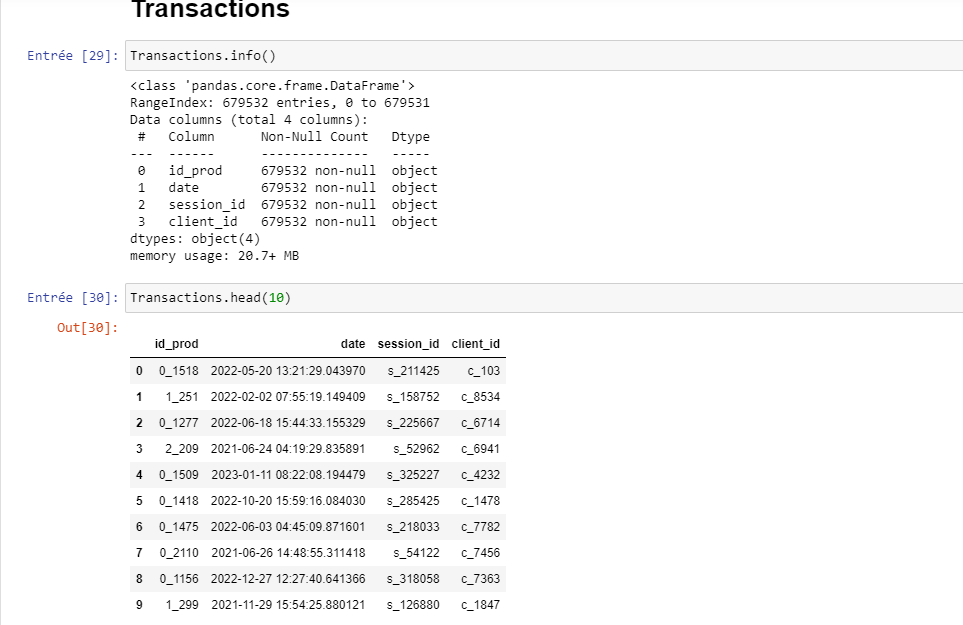 Transactions
Entrée [29]: Transactions.info()
<class 'pandas.core.frame.DataFrame'>
RangeIndex: 679532 entries, 0 to 679531
Data columns (total 4 columns):
 #   Column      Non-Null Count   Dtype
---  ------      --------------   -----
 0   id_prod     679532 non-null  object
 1   date        679532 non-null  object
 2   session_id  679532 non-null  object
 3   client_id   679532 non-null  object
dtypes: object(4)
memory usage: 20.7+ MB
Entrée [30]: Transactions.head(10)
Out[30]:
id_prod date session_id client_id
0 0_1518 2022-05-20 13:21:29.043970 s_211425 c_103
1 1_251 2022-02-02 07:55:19.149409 s_158752 c_8534
2 0_1277 2022-06-18 15:44:33.155329 s_225667 c_6714
3 2_209 2021-06-24 04:19:29.835891 s_52962 c_6941
4 0_1509 2023-01-11 08:22:08.194479 s_325227 c_4232
5 0_1418 2022-10-20 15:59:16.084030 s_285425 c_1478
6 0_1475 2022-06-03 04:45:09.871601 s_218033 c_7782
7 0_2110 2021-06-26 14:48:55.311418 s_54122 c_7456
8 0_1156 2022-12-27 12:27:40.641366 s_318058 c_7363
9 1_299 2021-11-29 15:54:25.880121 s_126880 c_1847